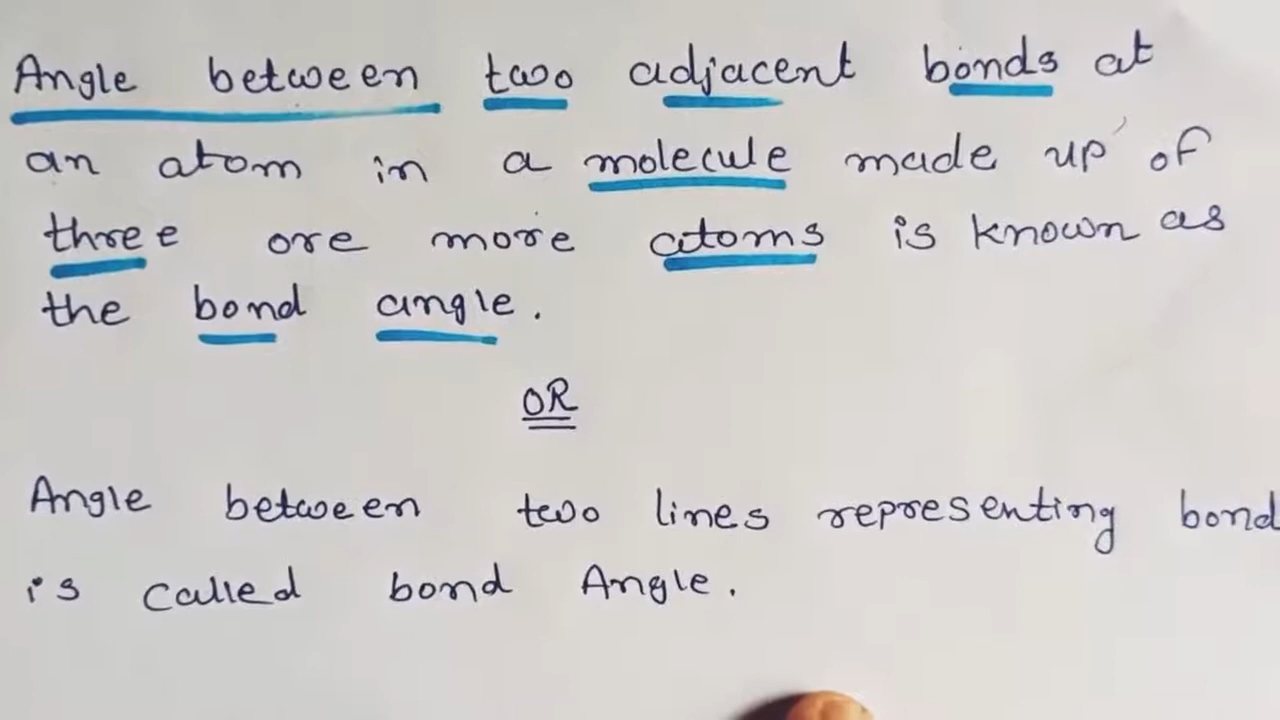 Angle between two adjacent bonds at
an atom in a molecule made up of
three ore more atoms is known as
the bond angle.
OR
Angle between two lines representing bond
is called bond Angle.